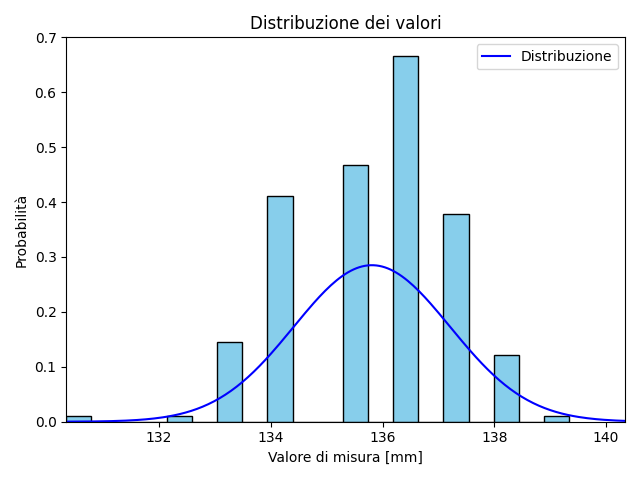 Distribuzione dei valori
Distribuzione
Probabilità
0.7
0.6
0.5
0.4
0.3
0.2
0.1
0.0
132 134 136 138 140
Valore di misura [mm]